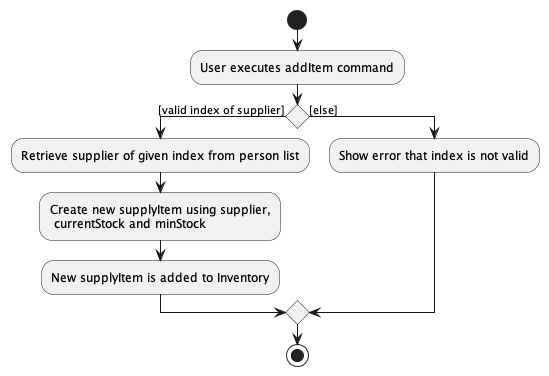 User executes addItem command
[valid index of supplier]
[else]
Retrieve supplier of given index from person list
Show error that index is not valid
Create new supplyItem using supplier,
currentStock and minStock
New supplyItem is added to Inventory